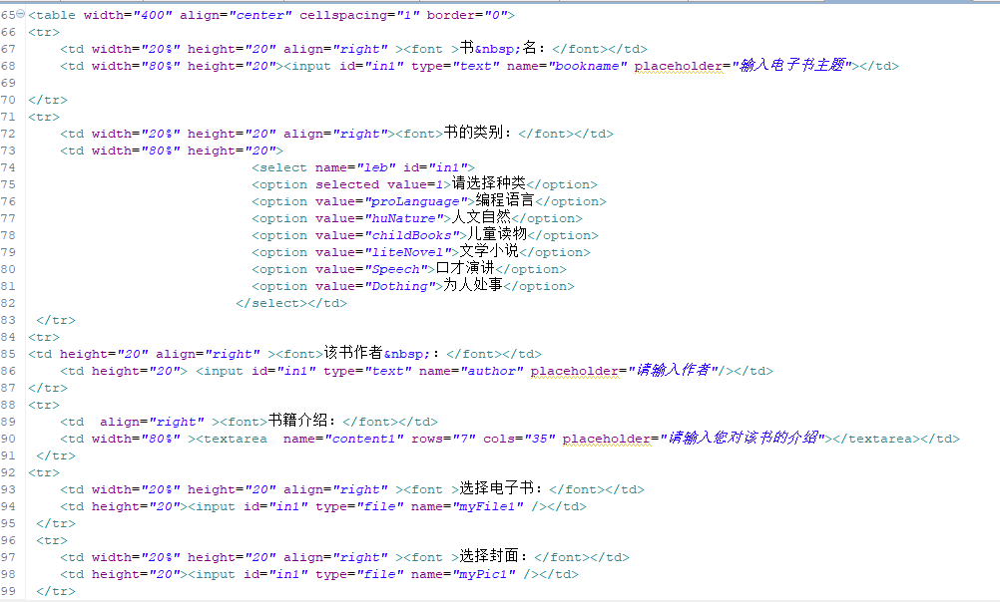 65 <table width="400" align="center" cellspacing="1" border="0">
66 <tr>
67     <td width="20%" height="20" align="right" ><font >书&nbsp;名：</font></td>
68     <td width="80%" height="20"><input id="in1" type="text" name="bookname" placeholder="输入电子书主题"></td>
69
70 </tr>
71 <tr>
72     <td width="20%" height="20" align="right"><font>书的类别：</font></td>
73     <td width="80%" height="20">
74                             <select name="leb" id="in1">
75                             <option selected value=1>请选择种类</option>
76                             <option value="proLanguage">编程语言</option>
77                             <option value="huNature">人文自然</option>
78                             <option value="childBooks">儿童读物</option>
79                             <option value="liteNovel">文学小说</option>
80                             <option value="Speech">口才演讲</option>
81                             <option value="Dothing">为人处事</option>
82                           </select></td>
83  </tr>
84 <tr>
85 <td height="20" align="right" ><font>该书作者&nbsp;：</font></td>
86     <td height="20"> <input id="in1" type="text" name="author" placeholder="请输入作者"/></td>
87 </tr>
88 <tr>
89     <td  align="right" ><font>书籍介绍：</font></td>
90     <td width="80%" ><textarea  name="content1" rows="7" cols="35" placeholder="请输入您对该书的介绍"></textarea></td>
91  </tr>
92 <tr>
93     <td width="20%" height="20" align="right" ><font >选择电子书：</font></td>
94     <td height="20"><input id="in1" type="file" name="myFile1" /></td>
95  </tr>
96  <tr>
97     <td width="20%" height="20" align="right" ><font >选择封面：</font></td>
98     <td height="20"><input id="in1" type="file" name="myPic1" /></td>
99  </tr>